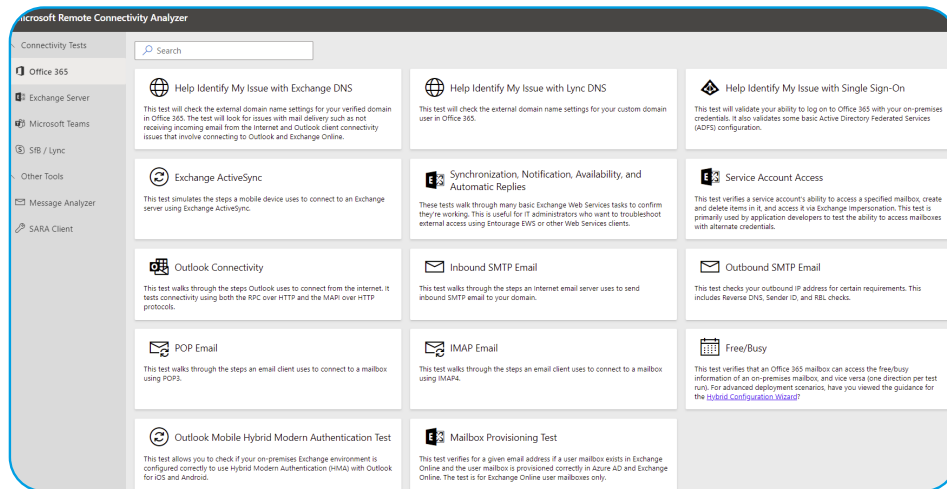 Microsoft Remote Connectivity Analyzer
Connectivity Tests
Office 365
Exchange Server
Microsoft Teams
SfB / Lync
Other Tools
Message Analyzer
SARA Client
Search
Help Identify My Issue with Exchange DNS
This test will check the external domain name settings for your verified domain
in Office 365. The test will look for issues with mail delivery such as not
receiving incoming email from the Internet and Outlook client connectivity
issues that involve connecting to Outlook and Exchange Online.
Help Identify My Issue with Lync DNS
This test will check the external domain name settings for your custom domain
user in Office 365.
Help Identify My Issue with Single Sign-On
This test will validate your ability to log on to Office 365 with your on-premises
credentials. It also validates some basic Active Directory Federated Services
(ADFS) configuration.
Exchange ActiveSync
This test simulates the steps a mobile device uses to connect to an Exchange
server using Exchange ActiveSync.
Synchronization, Notification, Availability, and
Automatic Replies
These tests walk through many basic Exchange Web Services tasks to confirm
they're working. This is useful for IT administrators who want to troubleshoot
external access using Entourage EWS or other Web Services clients.
Service Account Access
This test verifies a service account's ability to access a specified mailbox, create
and delete items in it, and access it via Exchange Impersonation. This test is
primarily used by application developers to test the ability to access mailboxes
with alternate credentials.
Outlook Connectivity
This test walks through the steps Outlook uses to connect from the internet. It
tests connectivity using both the RPC over HTTP and the MAPI over HTTP
protocols.
Inbound SMTP Email
This test walks through the steps an Internet email server uses to send
inbound SMTP email to your domain.
Outbound SMTP Email
This test checks your outbound IP address for certain requirements. This
includes Reverse DNS, Sender ID, and RBL checks.
POP Email
This test walks through the steps an email client uses to connect to a mailbox
using POP3.
IMAP Email
This test walks through the steps an email client uses to connect to a mailbox
using IMAP4.
Free/Busy
This test verifies that an Office 365 mailbox can access the free/busy
information of an on-premises mailbox, and vice versa (one direction per test
run). For advanced deployment scenarios, have you viewed the guidance for
the Hybrid Configuration Wizard?
Outlook Mobile Hybrid Modern Authentication Test
This test allows you to check if your on-premises Exchange environment is
configured correctly to use Hybrid Modern Authentication (HMA) with Outlook
for iOS and Android.
Mailbox Provisioning Test
This test verifies for a given email address if a user mailbox exists in Exchange
Online and the user mailbox is provisioned correctly in Azure AD and Exchange
Online. The test is for Exchange Online user mailboxes only.